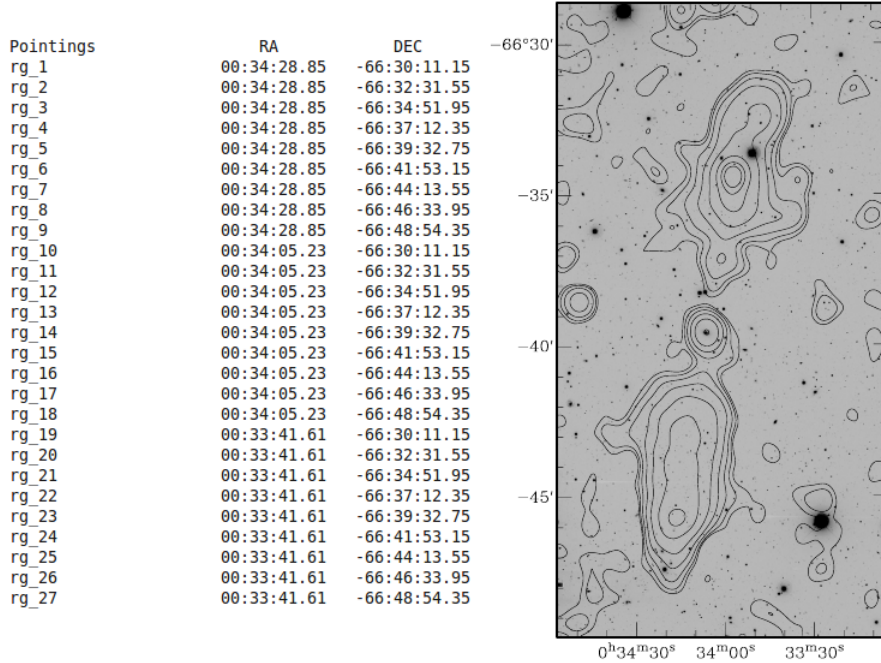 Pointings RA DEC
rg_1 00:34:28.85 -66:30:11.15
rg_2 00:34:28.85 -66:32:31.55
rg_3 00:34:28.85 -66:34:51.95
rg_4 00:34:28.85 -66:37:12.35
rg_5 00:34:28.85 -66:39:32.75
rg_6 00:34:28.85 -66:41:53.15
rg_7 00:34:28.85 -66:44:13.55
rg_8 00:34:28.85 -66:46:33.95
rg_9 00:34:28.85 -66:48:54.35
rg_10 00:34:05.23 -66:30:11.15
rg_11 00:34:05.23 -66:32:31.55
rg_12 00:34:05.23 -66:34:51.95
rg_13 00:34:05.23 -66:37:12.35
rg_14 00:34:05.23 -66:39:32.75
rg_15 00:34:05.23 -66:41:53.15
rg_16 00:34:05.23 -66:44:13.55
rg_17 00:34:05.23 -66:46:33.95
rg_18 00:34:05.23 -66:48:54.35
rg_19 00:33:41.61 -66:30:11.15
rg_20 00:33:41.61 -66:32:31.55
rg_21 00:33:41.61 -66:34:51.95
rg_22 00:33:41.61 -66:37:12.35
rg_23 00:33:41.61 -66:39:32.75
rg_24 00:33:41.61 -66:41:53.15
rg_25 00:33:41.61 -66:44:13.55
rg_26 00:33:41.61 -66:46:33.95
rg_27 00:33:41.61 -66:48:54.35
−66°30′
−35′
−40′
−45′
0ʰ34ᵐ30ˢ 34ᵐ00ˢ 33ᵐ30ˢ